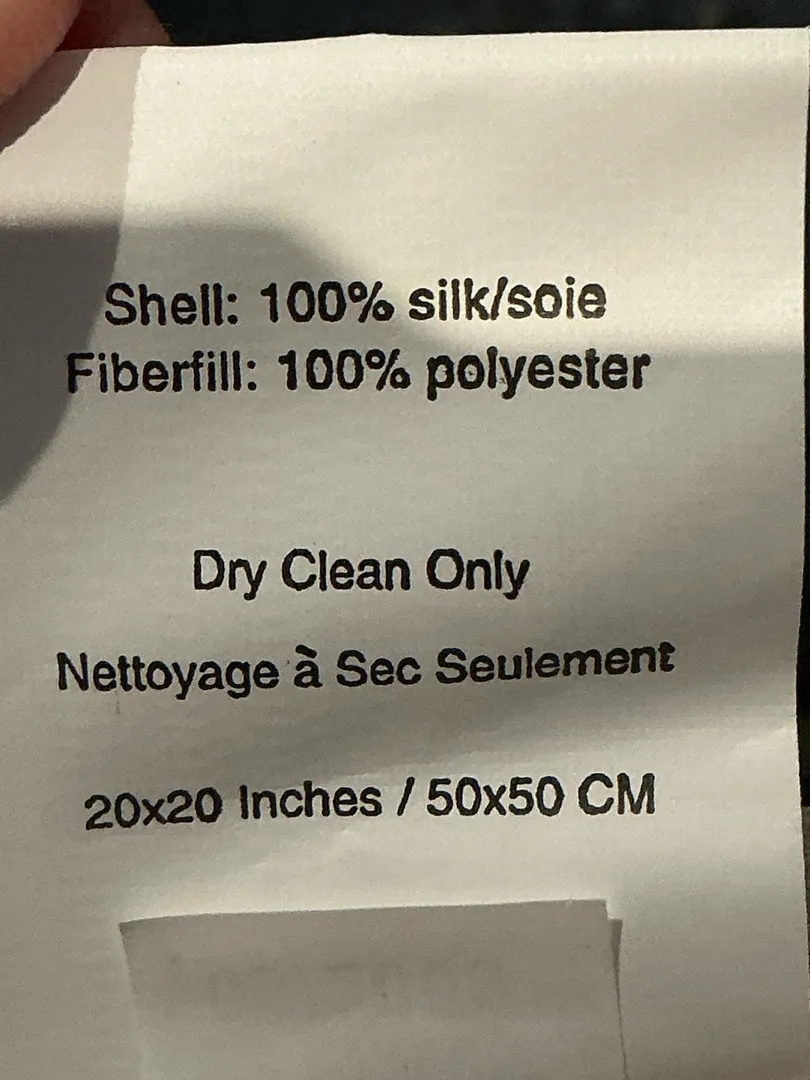 Shell: 100% silk/soie
Fiberfill: 100% polyester
Dry Clean Only
Nettoyage à Sec Seulement
20x20 Inches / 50x50 CM